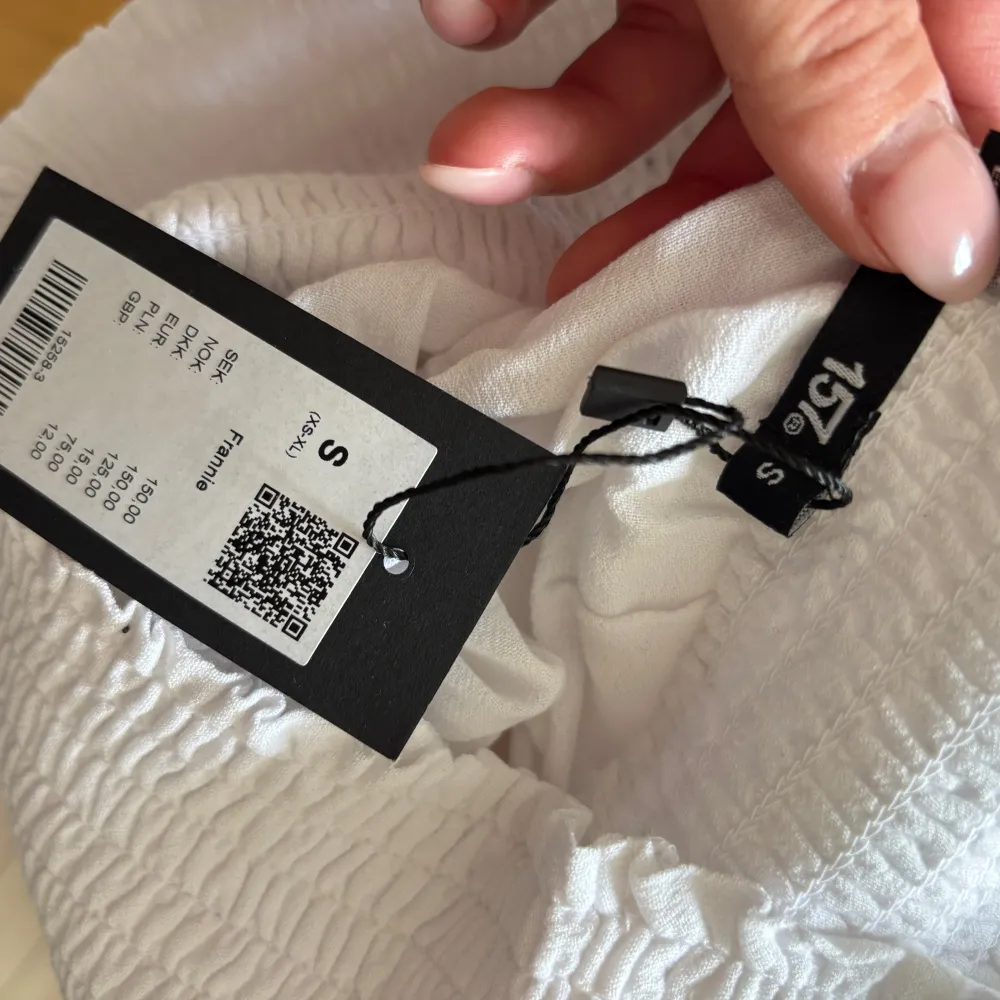 S
(XS-XL)
Frannie
SEK: 150,00
NOK: 150,00
DKK: 125,00
EUR: 15,00
PLN: 75,00
GBP: 12,00
15258-3
157
S